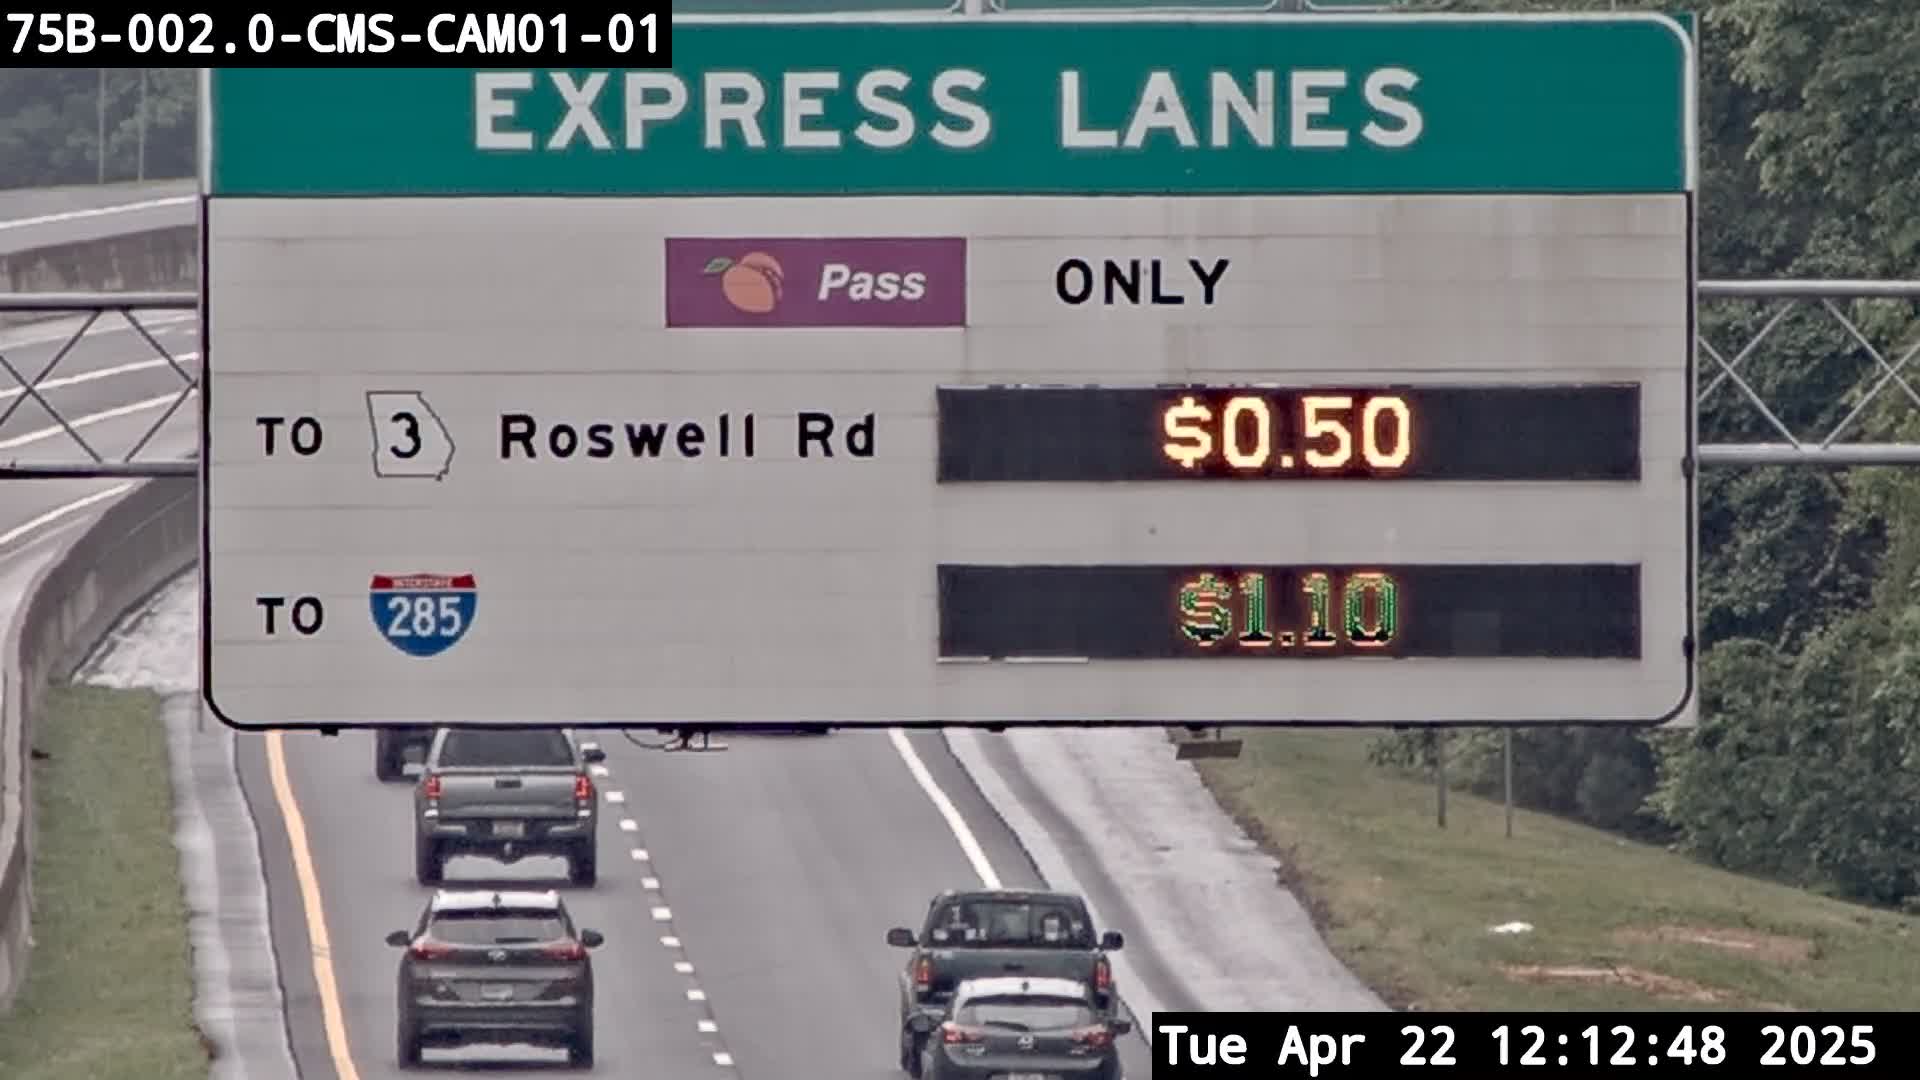 75B-002.0-CMS-CAM01-01
EXPRESS LANES
Pass ONLY
TO 3 Roswell Rd $0.50
TO INTERSTATE 285 $1.10
Tue Apr 22 12:12:48 2025